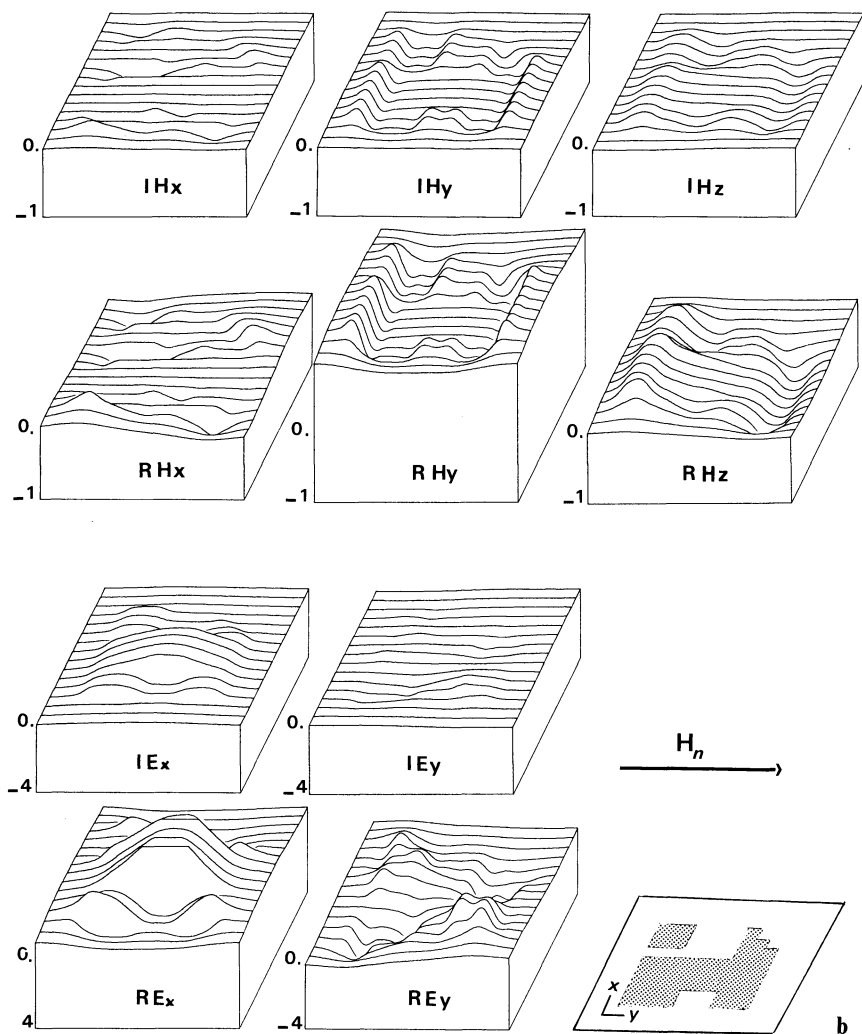 0. 0. 0.
IHx IHy IHz
-1 -1 -1
0. 0. 0.
RHx RHy RHz
-1 -1 -1
0. 0.
IEx IEy
Hn
-4 -4
0. 0.
REx REy
x
y
4 -4 b